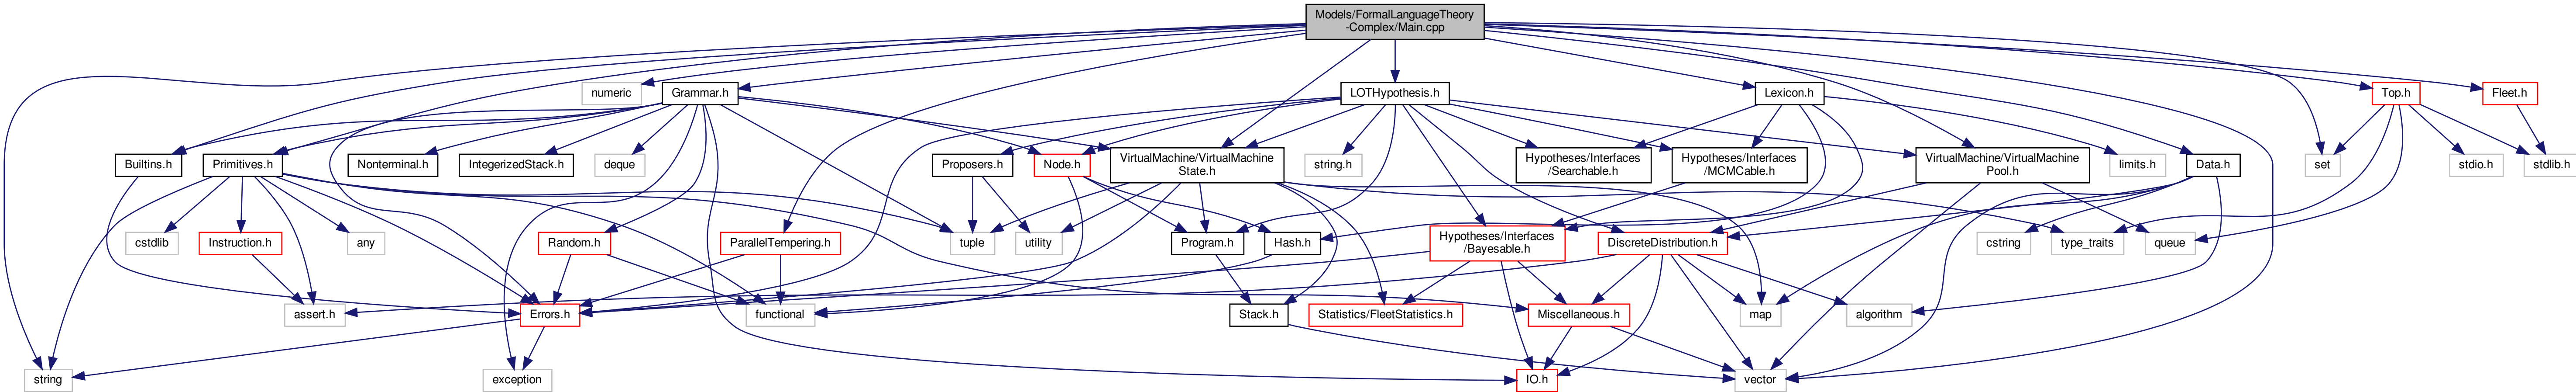 Models/FormalLanguageTheory
-Complex/Main.cpp
numeric
Grammar.h
LOTHypothesis.h
Lexicon.h
Top.h
Fleet.h
Builtins.h
Primitives.h
Nonterminal.h
IntegerizedStack.h
deque
Proposers.h
Node.h
VirtualMachine/VirtualMachine
State.h
string.h
Hypotheses/Interfaces
/Searchable.h
Hypotheses/Interfaces
/MCMCable.h
VirtualMachine/VirtualMachine
Pool.h
limits.h
Data.h
set
stdio.h
stdlib.h
cstdlib
Instruction.h
any
Random.h
ParallelTempering.h
tuple
utility
Program.h
Hash.h
Hypotheses/Interfaces
/Bayesable.h
DiscreteDistribution.h
cstring
type_traits
queue
assert.h
Errors.h
functional
Stack.h
Statistics/FleetStatistics.h
Miscellaneous.h
map
algorithm
string
exception
IO.h
vector